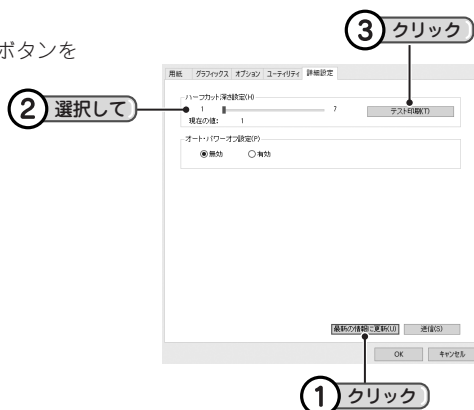 ボタンを
③ クリック
用紙 グラフィックス オプション ユーティリティ 詳細設定
ハーフカット深さ設定(H)
② 選択して
1 7 テスト印刷(T)
現在の値: 1
オート・パワーオフ設定(P)
無効 有効
最新の情報に更新(U) 送信(S)
OK キャンセル
① クリック